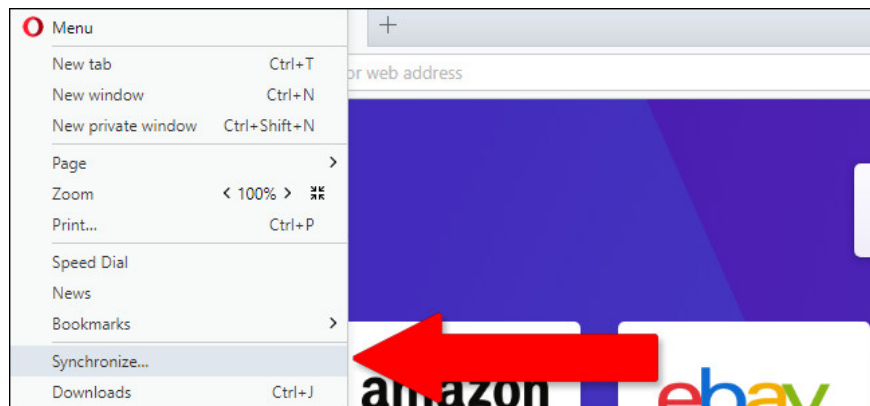 Menu
New tab Ctrl+T
or web address
New window Ctrl+N
New private window Ctrl+Shift+N
Page >
Zoom < 100% >
Print... Ctrl+P
Speed Dial
News
Bookmarks >
Synchronize...
Downloads Ctrl+J
amazon
ebay